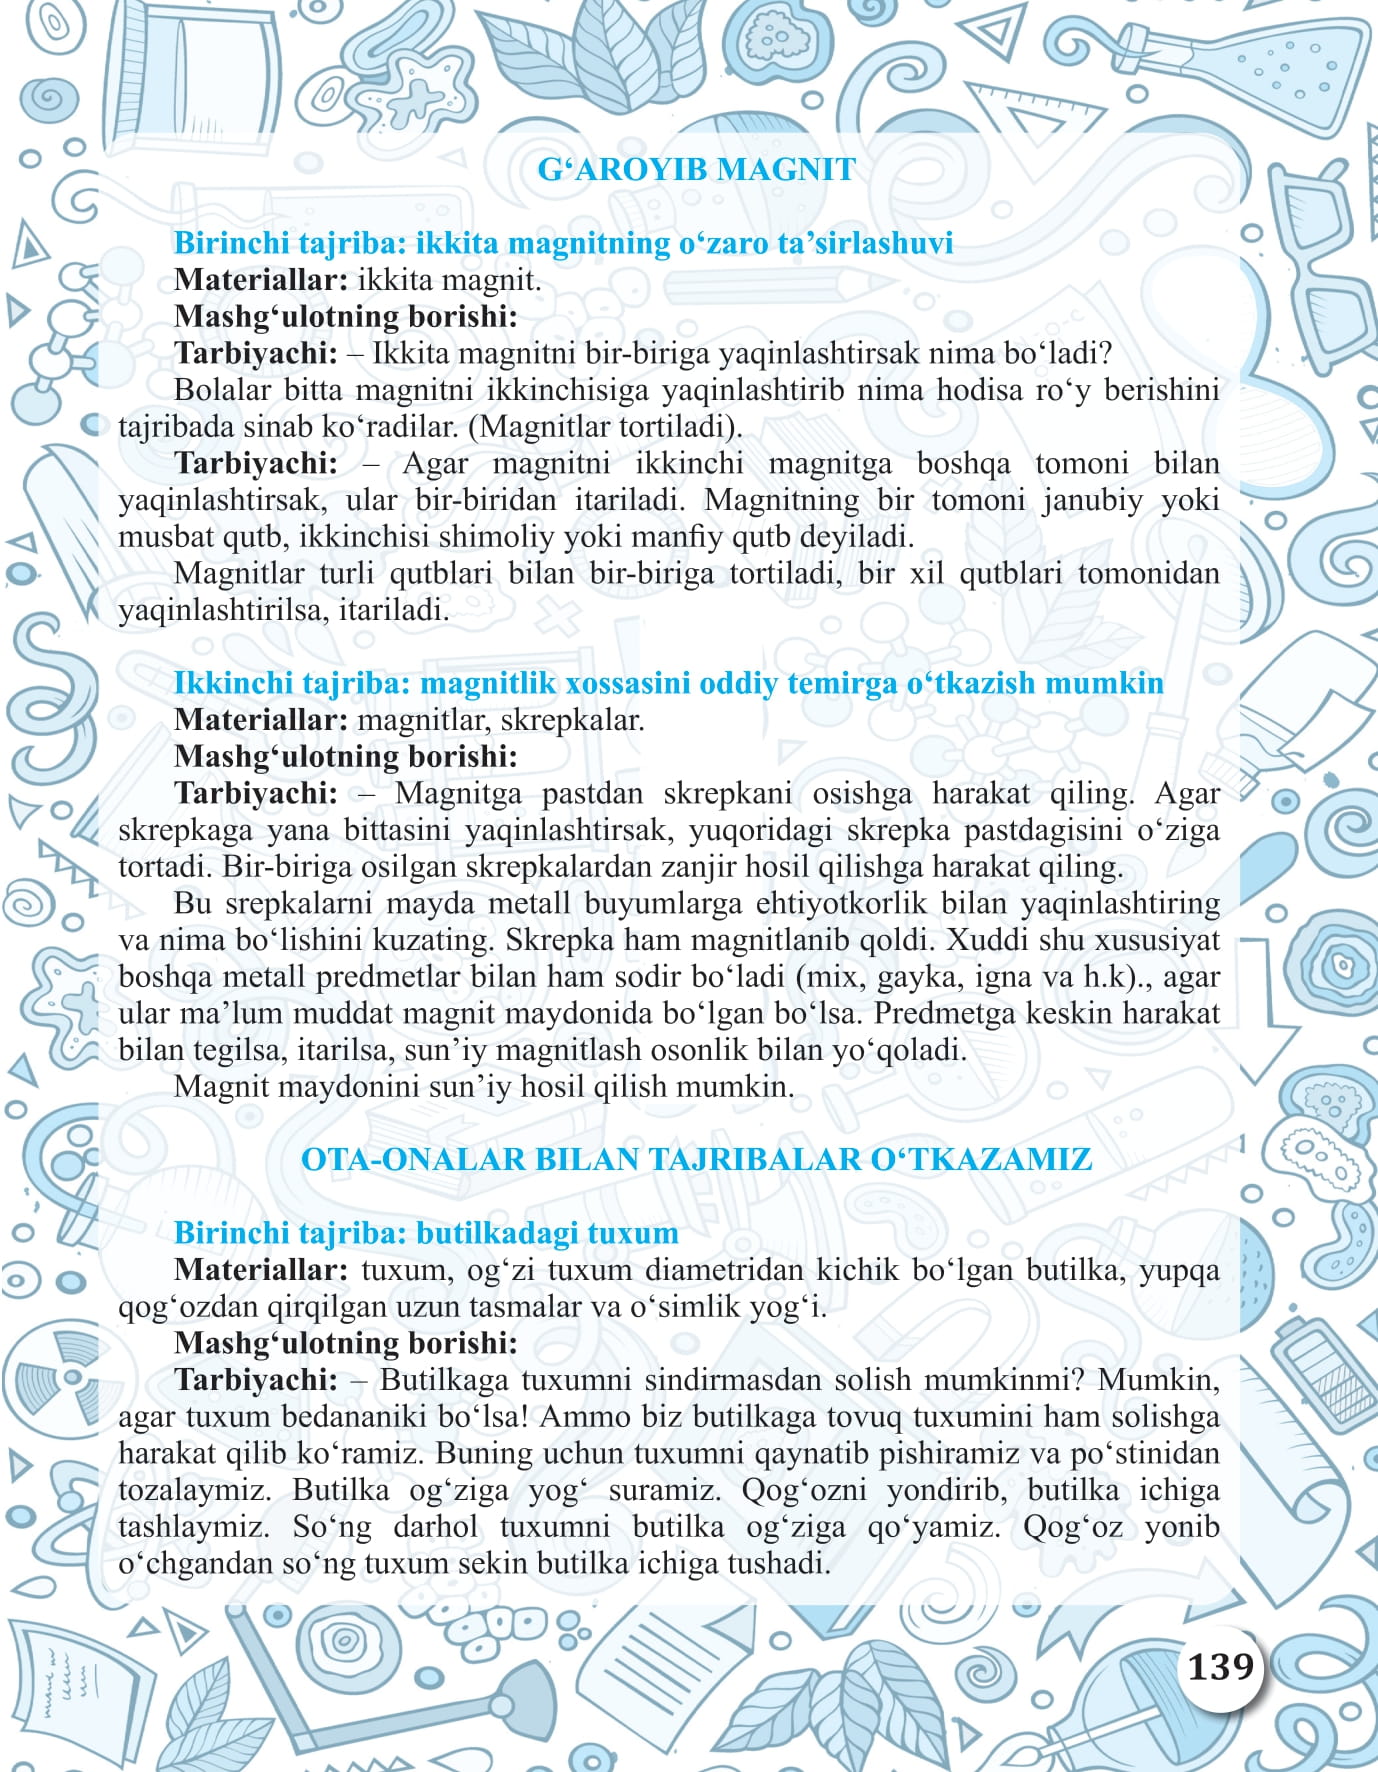 G‘AROYIB MAGNIT
Birinchi tajriba: ikkita magnitning o‘zaro ta’sirlashuvi
Materiallar: ikkita magnit.
Mashg‘ulotning borishi:
Tarbiyachi: – Ikkita magnitni bir-biriga yaqinlashtirsak nima bo‘ladi?
Bolalar bitta magnitni ikkinchisiga yaqinlashtirib nima hodisa ro‘y berishini
tajribada sinab ko‘radilar. (Magnitlar tortiladi).
Tarbiyachi: – Agar magnitni ikkinchi magnitga boshqa tomoni bilan
yaqinlashtirsak, ular bir-biridan itariladi. Magnitning bir tomoni janubiy yoki
musbat qutb, ikkinchisi shimoliy yoki manfiy qutb deyiladi.
Magnitlar turli qutblari bilan bir-biriga tortiladi, bir xil qutblari tomonidan
yaqinlashtirilsa, itariladi.
Ikkinchi tajriba: magnitlik xossasini oddiy temirga o‘tkazish mumkin
Materiallar: magnitlar, skrepkalar.
Mashg‘ulotning borishi:
Tarbiyachi: – Magnitga pastdan skrepkani osishga harakat qiling. Agar
skrepkaga yana bittasini yaqinlashtirsak, yuqoridagi skrepka pastdagisini o‘ziga
tortadi. Bir-biriga osilgan skrepkalardan zanjir hosil qilishga harakat qiling.
Bu srepkalarni mayda metall buyumlarga ehtiyotkorlik bilan yaqinlashtiring
va nima bo‘lishini kuzating. Skrepka ham magnitlanib qoldi. Xuddi shu xususiyat
boshqa metall predmetlar bilan ham sodir bo‘ladi (mix, gayka, igna va h.k)., agar
ular ma’lum muddat magnit maydonida bo‘lgan bo‘lsa. Predmetga keskin harakat
bilan tegilsa, itarilsa, sun’iy magnitlash osonlik bilan yo‘qoladi.
Magnit maydonini sun’iy hosil qilish mumkin.
OTA-ONALAR BILAN TAJRIBALAR O‘TKAZAMIZ
Birinchi tajriba: butilkadagi tuxum
Materiallar: tuxum, og‘zi tuxum diametridan kichik bo‘lgan butilka, yupqa
qog‘ozdan qirqilgan uzun tasmalar va o‘simlik yog‘i.
Mashg‘ulotning borishi:
Tarbiyachi: – Butilkaga tuxumni sindirmasdan solish mumkinmi? Mumkin,
agar tuxum bedananiki bo‘lsa! Ammo biz butilkaga tovuq tuxumini ham solishga
harakat qilib ko‘ramiz. Buning uchun tuxumni qaynatib pishiramiz va po‘stinidan
tozalaymiz. Butilka og‘ziga yog‘ suramiz. Qog‘ozni yondirib, butilka ichiga
tashlaymiz. So‘ng darhol tuxumni butilka og‘ziga qo‘yamiz. Qog‘oz yonib
o‘chgandan so‘ng tuxum sekin butilka ichiga tushadi.
139